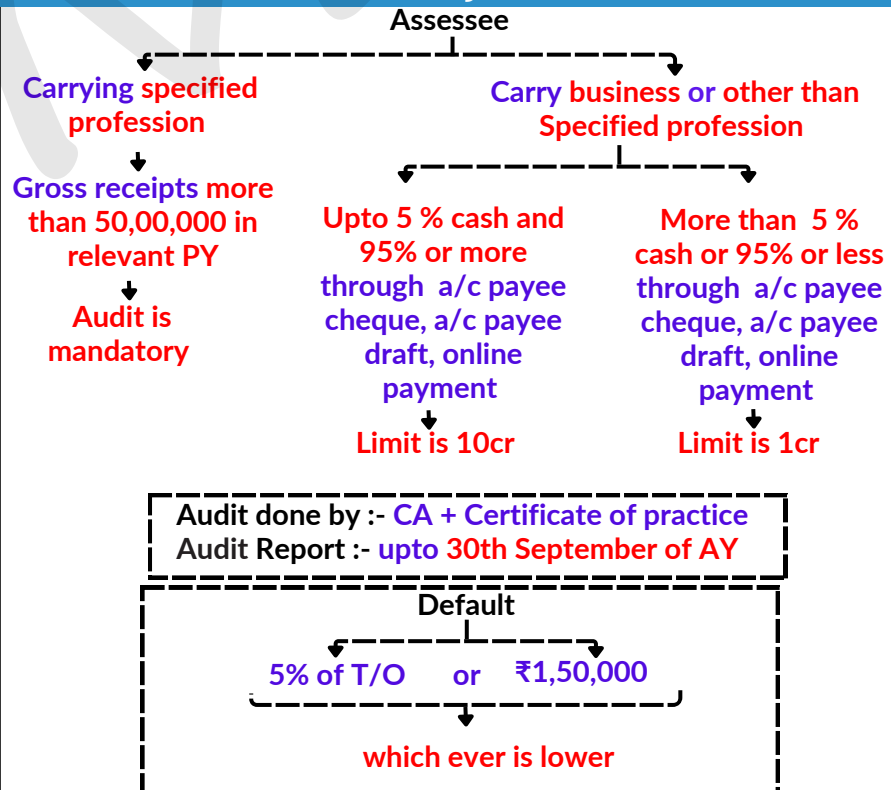 Assessee
Carrying specified
profession
Gross receipts more
than 50,00,000 in
relevant PY
Audit is
mandatory
Carry business or other than
Specified profession
Upto 5 % cash and
95% or more
through a/c payee
cheque, a/c payee
draft, online
payment
Limit is 10cr
More than 5 %
cash or 95% or less
through a/c payee
cheque, a/c payee
draft, online
payment
Limit is 1cr
Audit done by :- CA + Certificate of practice
Audit Report :- upto 30th September of AY
Default
5% of T/O or ₹1,50,000
which ever is lower